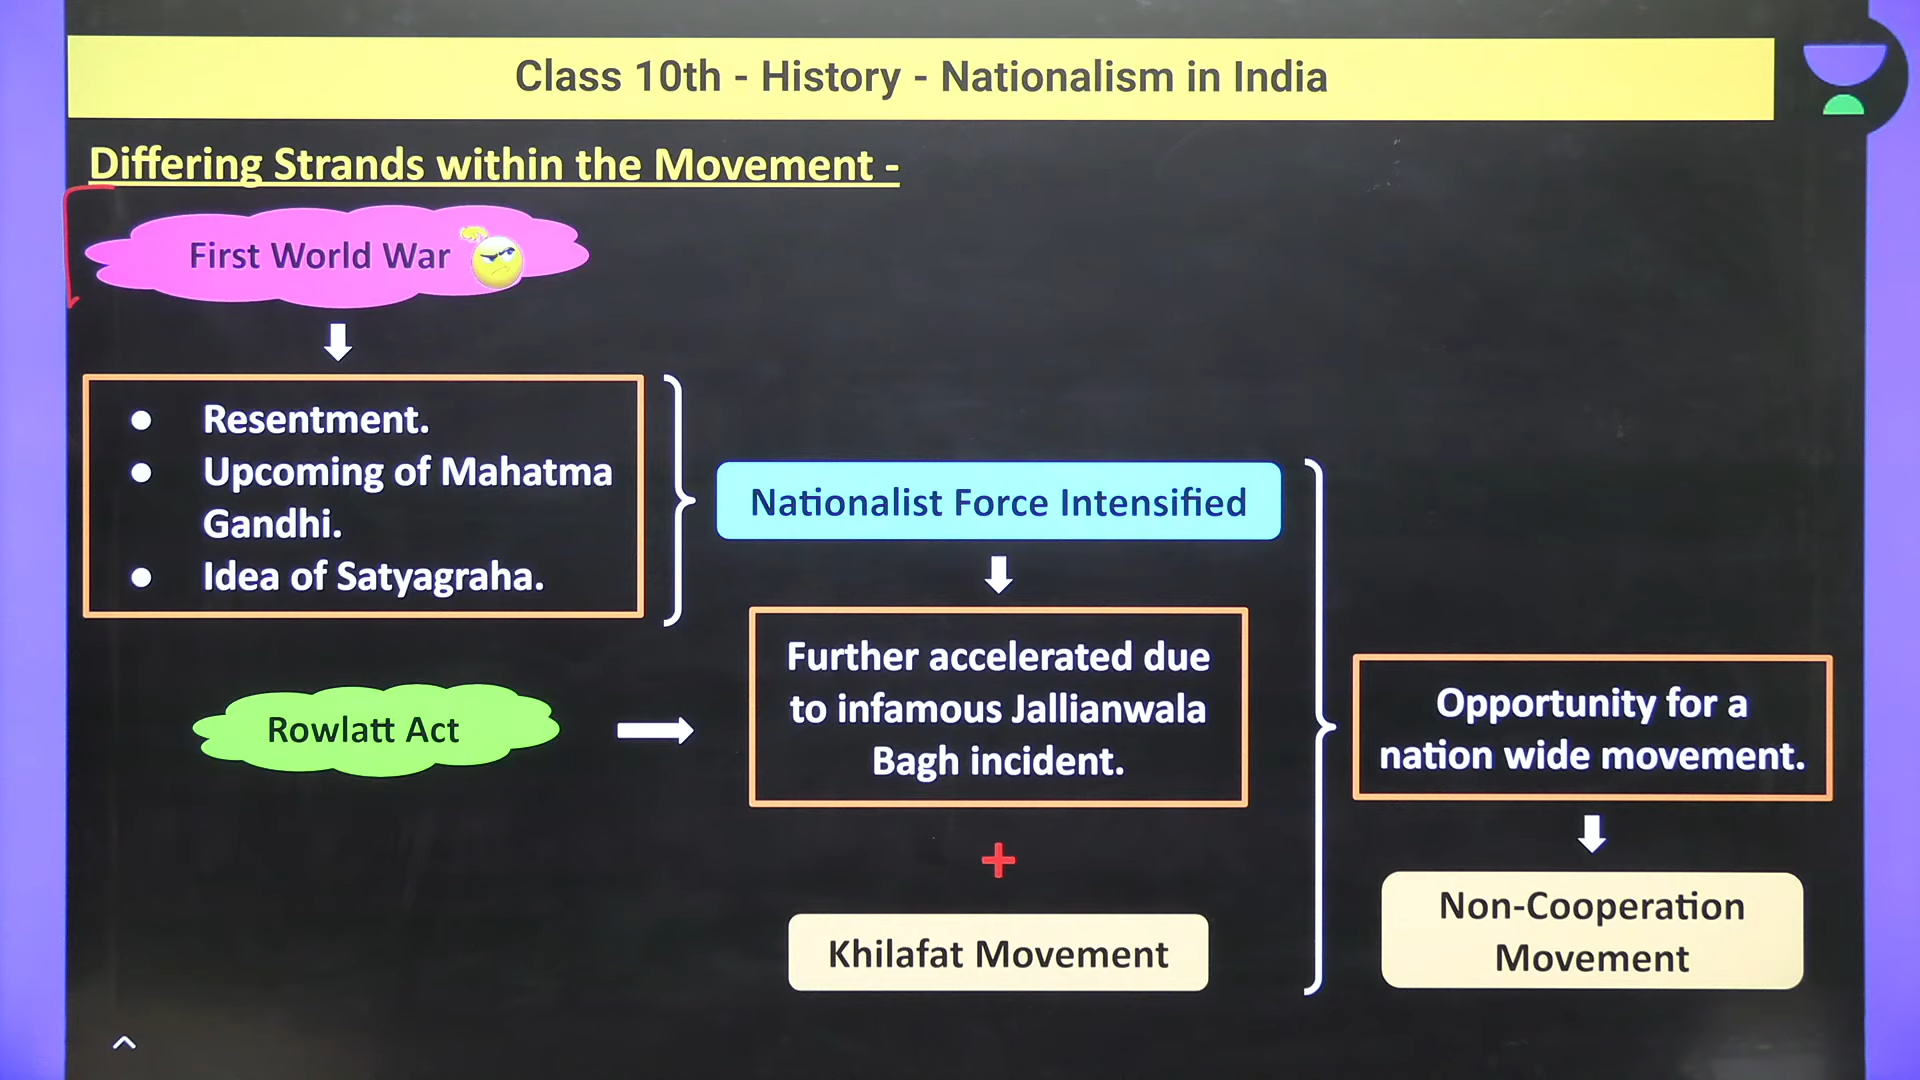 Class 10th - History - Nationalism in India
Differing Strands within the Movement -
First World War
● Resentment.
● Upcoming of Mahatma
Gandhi.
● Idea of Satyagraha.
Nationalist Force Intensified
Further accelerated due
to infamous Jallianwala
Bagh incident.
Rowlatt Act
+
Khilafat Movement
Opportunity for a
nation wide movement.
Non-Cooperation
Movement